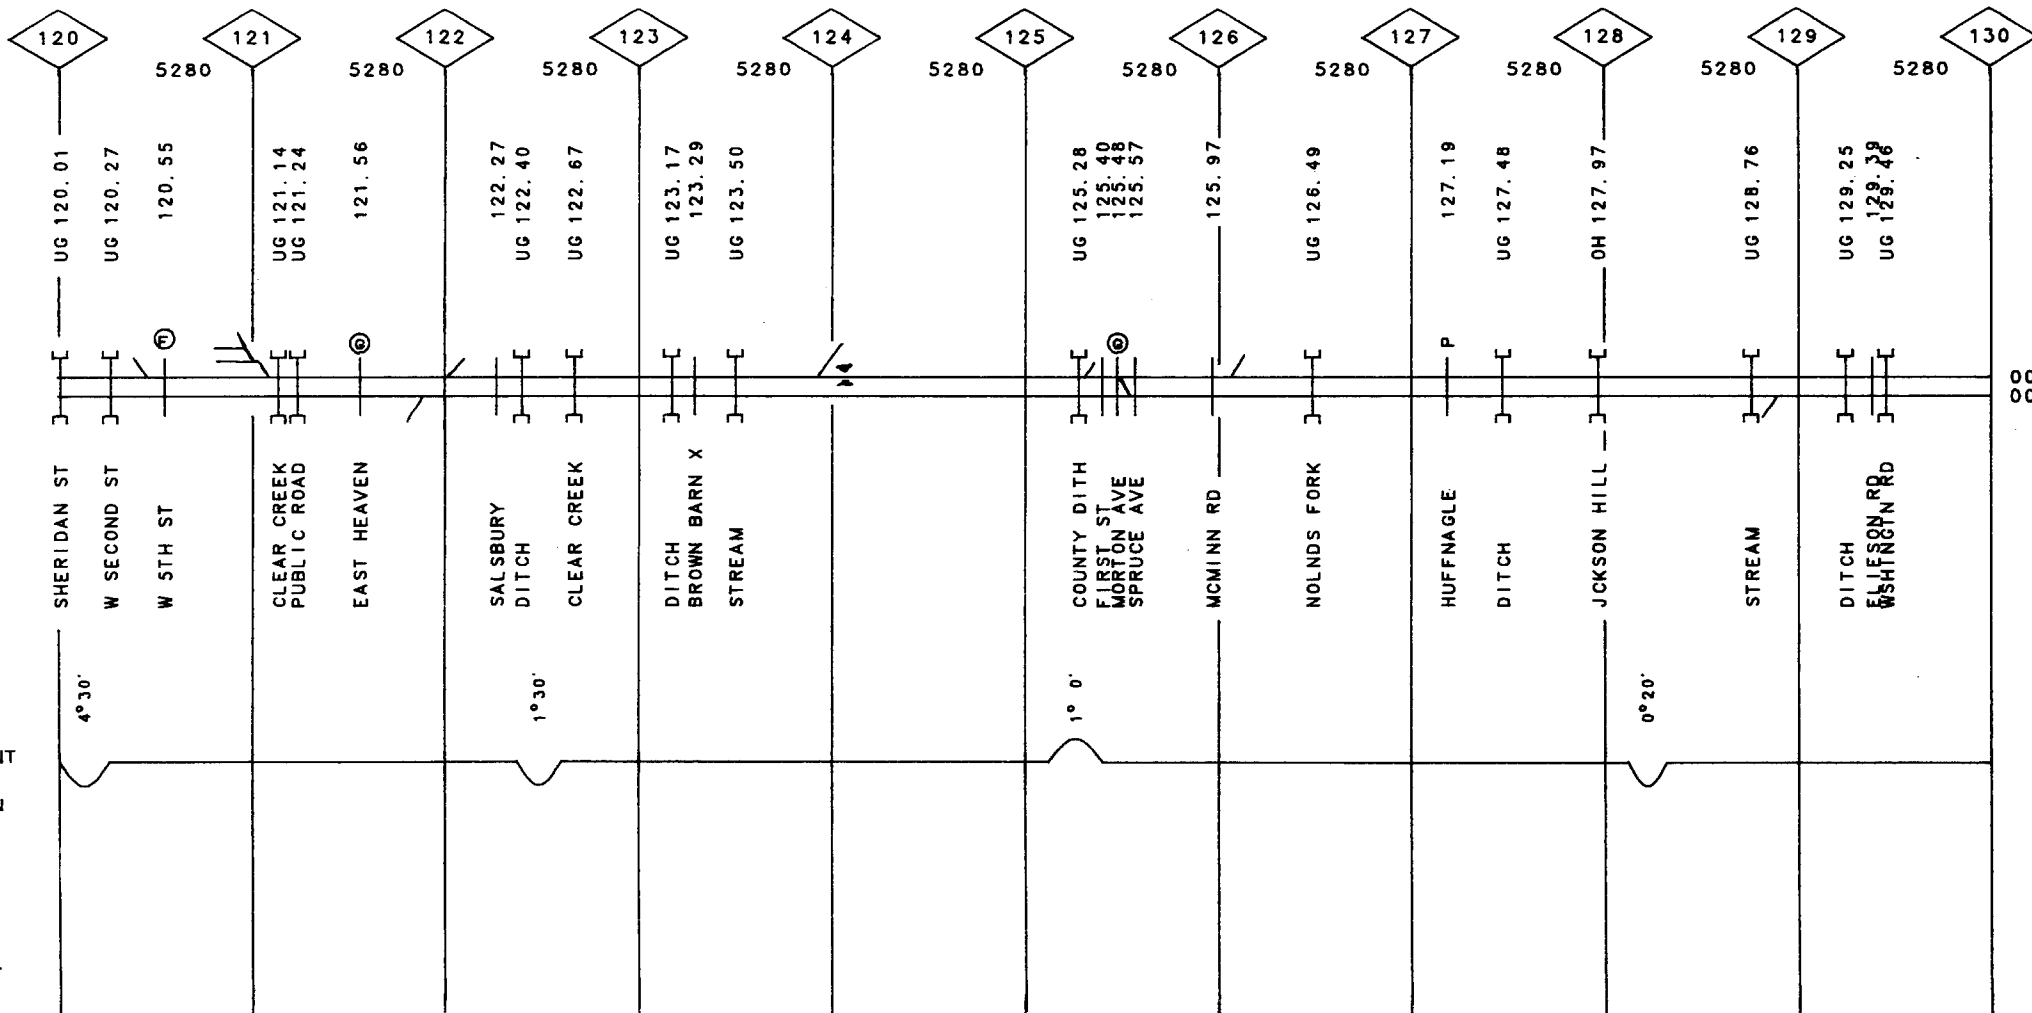 120 121 122 123 124 125 126 127 128 129 130
5280 5280 5280 5280 5280 5280 5280 5280 5280 5280
UG 120.01
UG 120.27
120.55
UG 121.14
UG 121.24
121.56
122.27
UG 122.40
UG 122.67
UG 123.17
123.29
UG 123.50
UG 125.28
125.40
125.48
125.57
125.97
UG 126.49
127.19
UG 127.48
OH 127.97
UG 128.76
UG 129.25
129.39
UG 129.46
F
G
G
P
00
00
SHERIDAN ST
W SECOND ST
W 5TH ST
CLEAR CREEK
PUBLIC ROAD
EAST HEAVEN
SALSBURY
DITCH
CLEAR CREEK
DITCH
BROWN BARN X
STREAM
COUNTY DITH
FIRST ST
MORTON AVE
SPRUCE AVE
MCMINN RD
NOLNDS FORK
HUFFNAGLE
DITCH
JCKSON HILL
STREAM
DITCH
ELIESON RD
WSHINGTN RD
4°30'
1°30'
1° 0'
0°20'